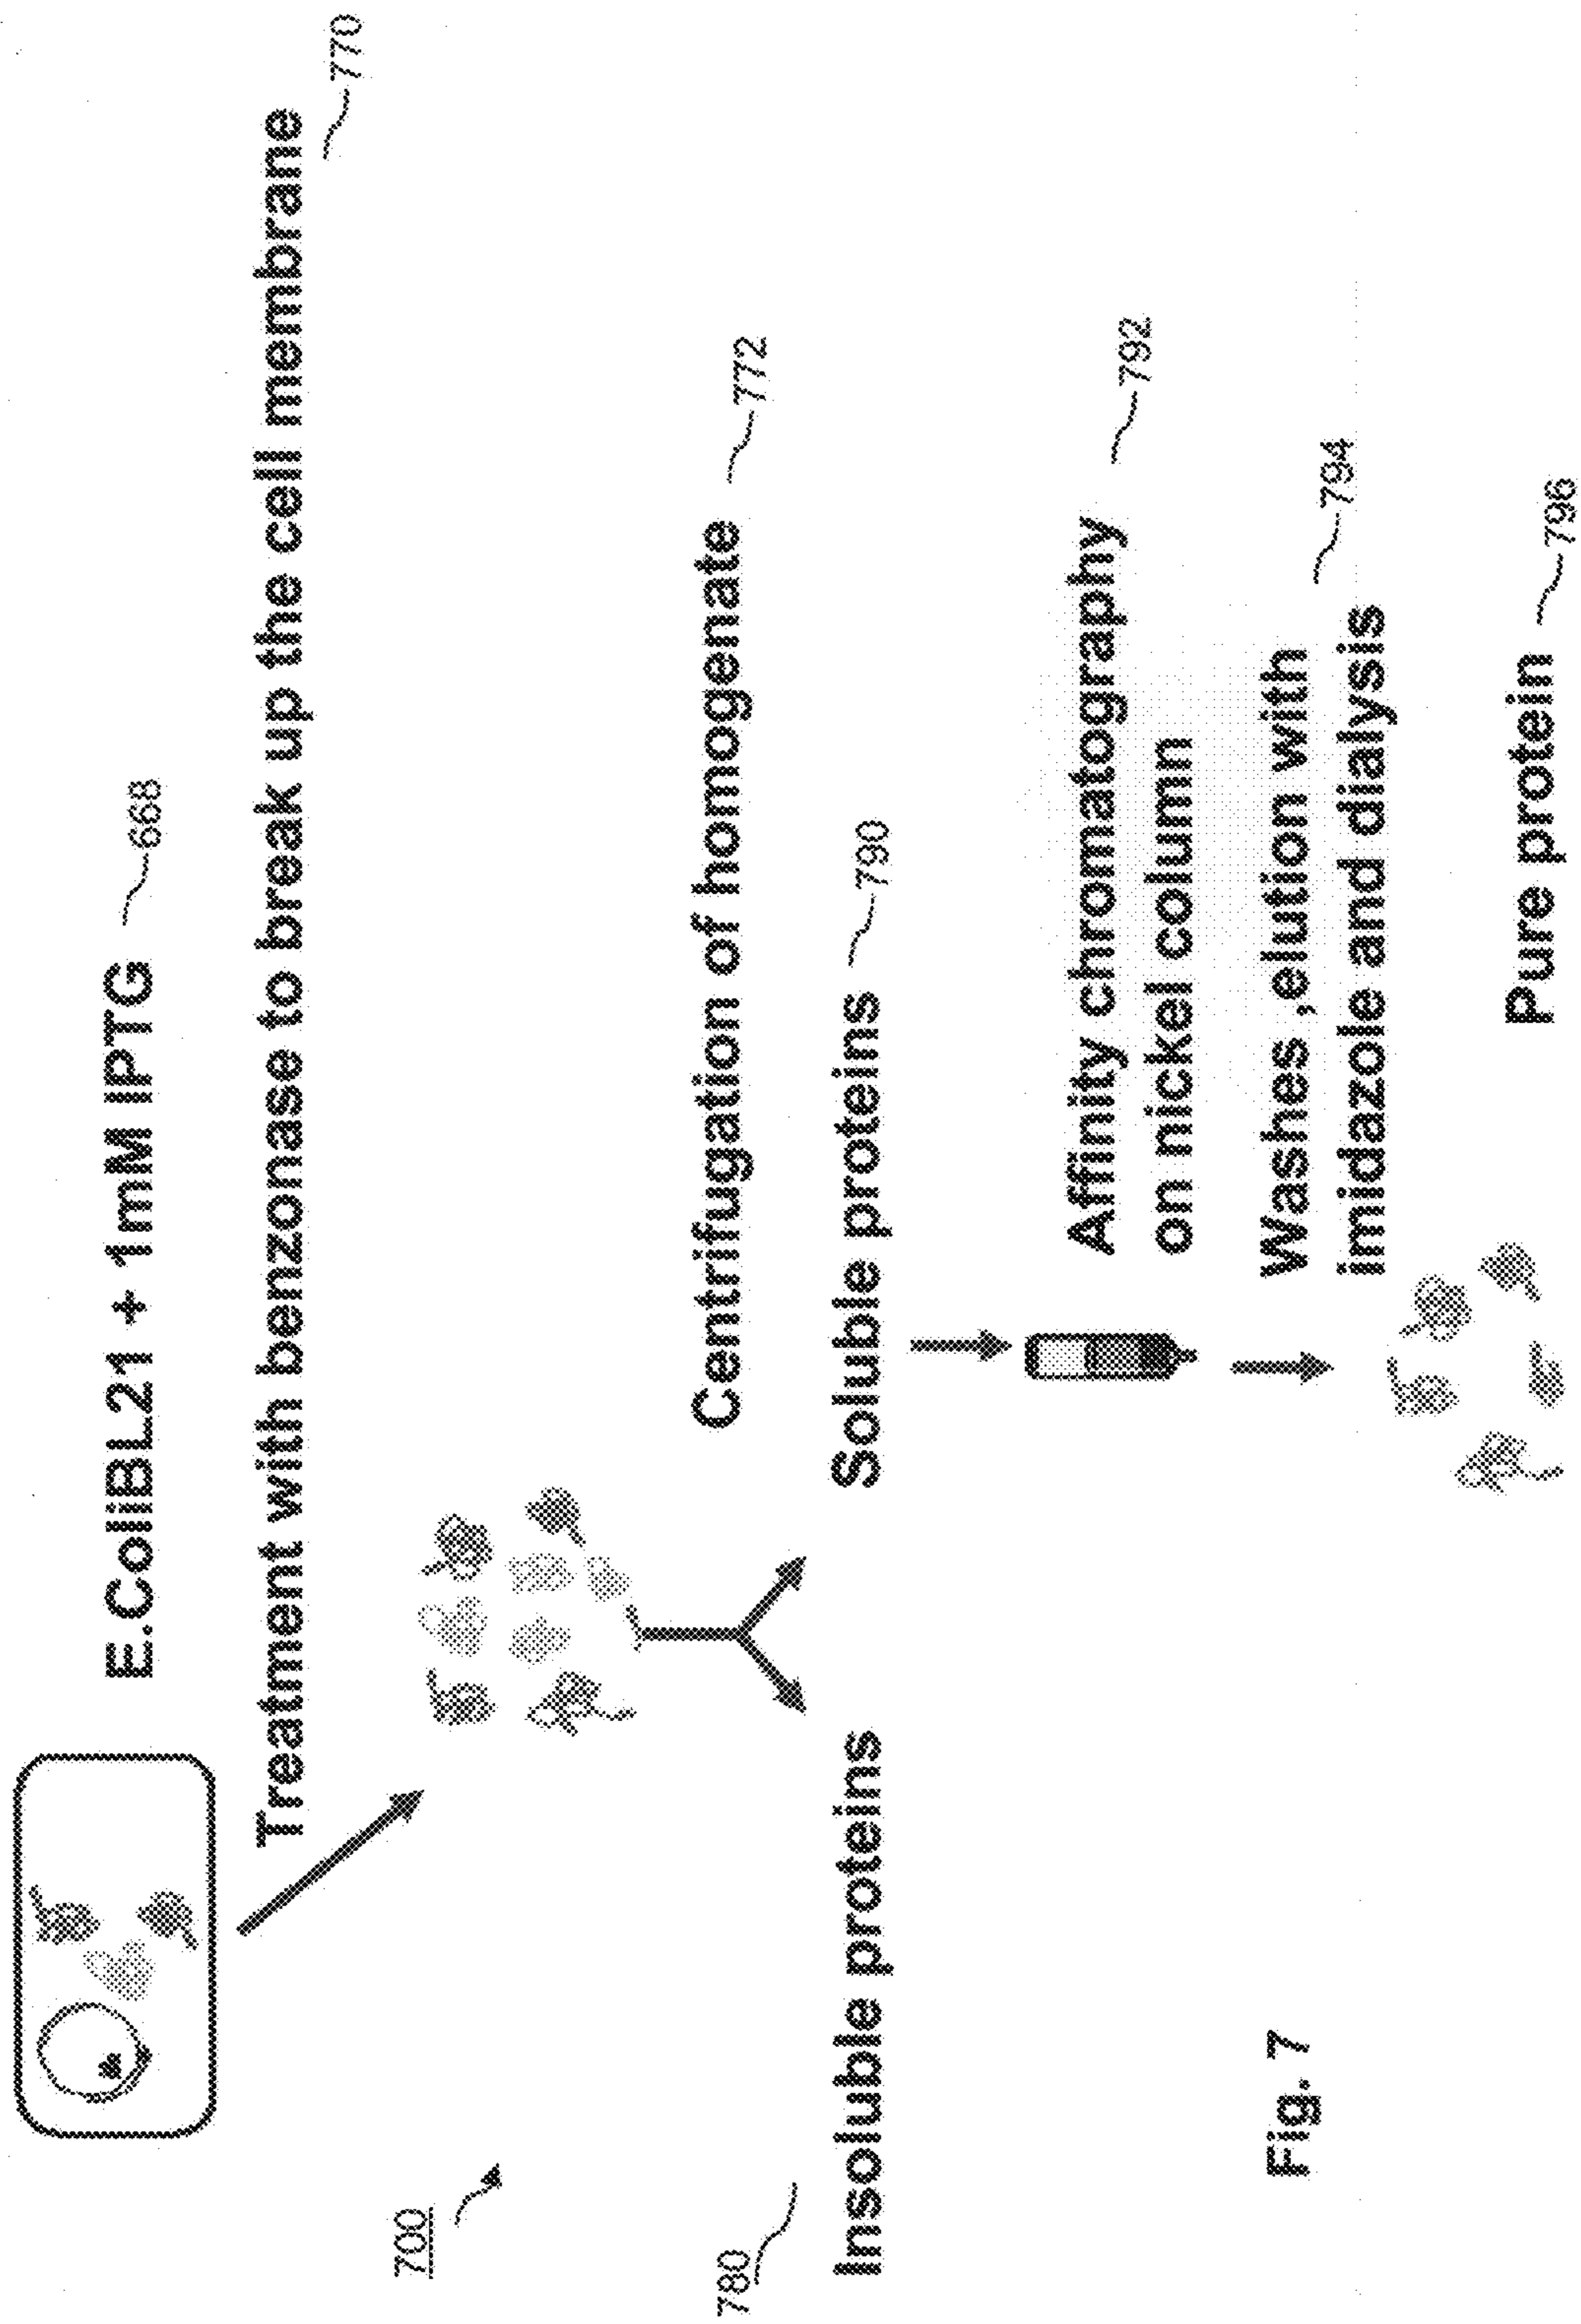 E.ColiBL21 + 1mM IPTG 668
Treatment with benzonase to break up the cell membrane
770
700
Centrifugation of homogenate 772
780
Insoluble proteins
Soluble proteins 790
Affinity chromatography 792
on nickel column
Washes ,elution with 794
imidazole and dialysis
Pure protein 796
Fig. 7